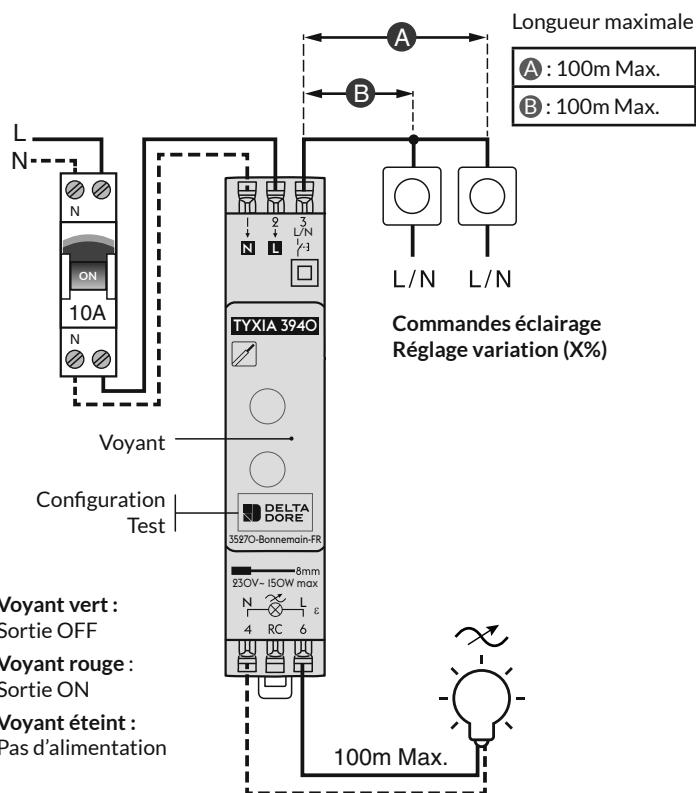 Longueur maximale
A
A : 100m Max.
B
B : 100m Max.
L
N
N
ON
10A
N
1 2 3
L/N
N L
L/N L/N
Commandes éclairage
Réglage variation (X%)
TYXIA 3940
Voyant
Configuration
Test
DELTA
DORE
35270-Bonnemain-FR
8mm
230V~ 150W max
N L
ε
4 RC 6
Voyant vert :
Sortie OFF
Voyant rouge :
Sortie ON
Voyant éteint :
Pas d'alimentation
100m Max.